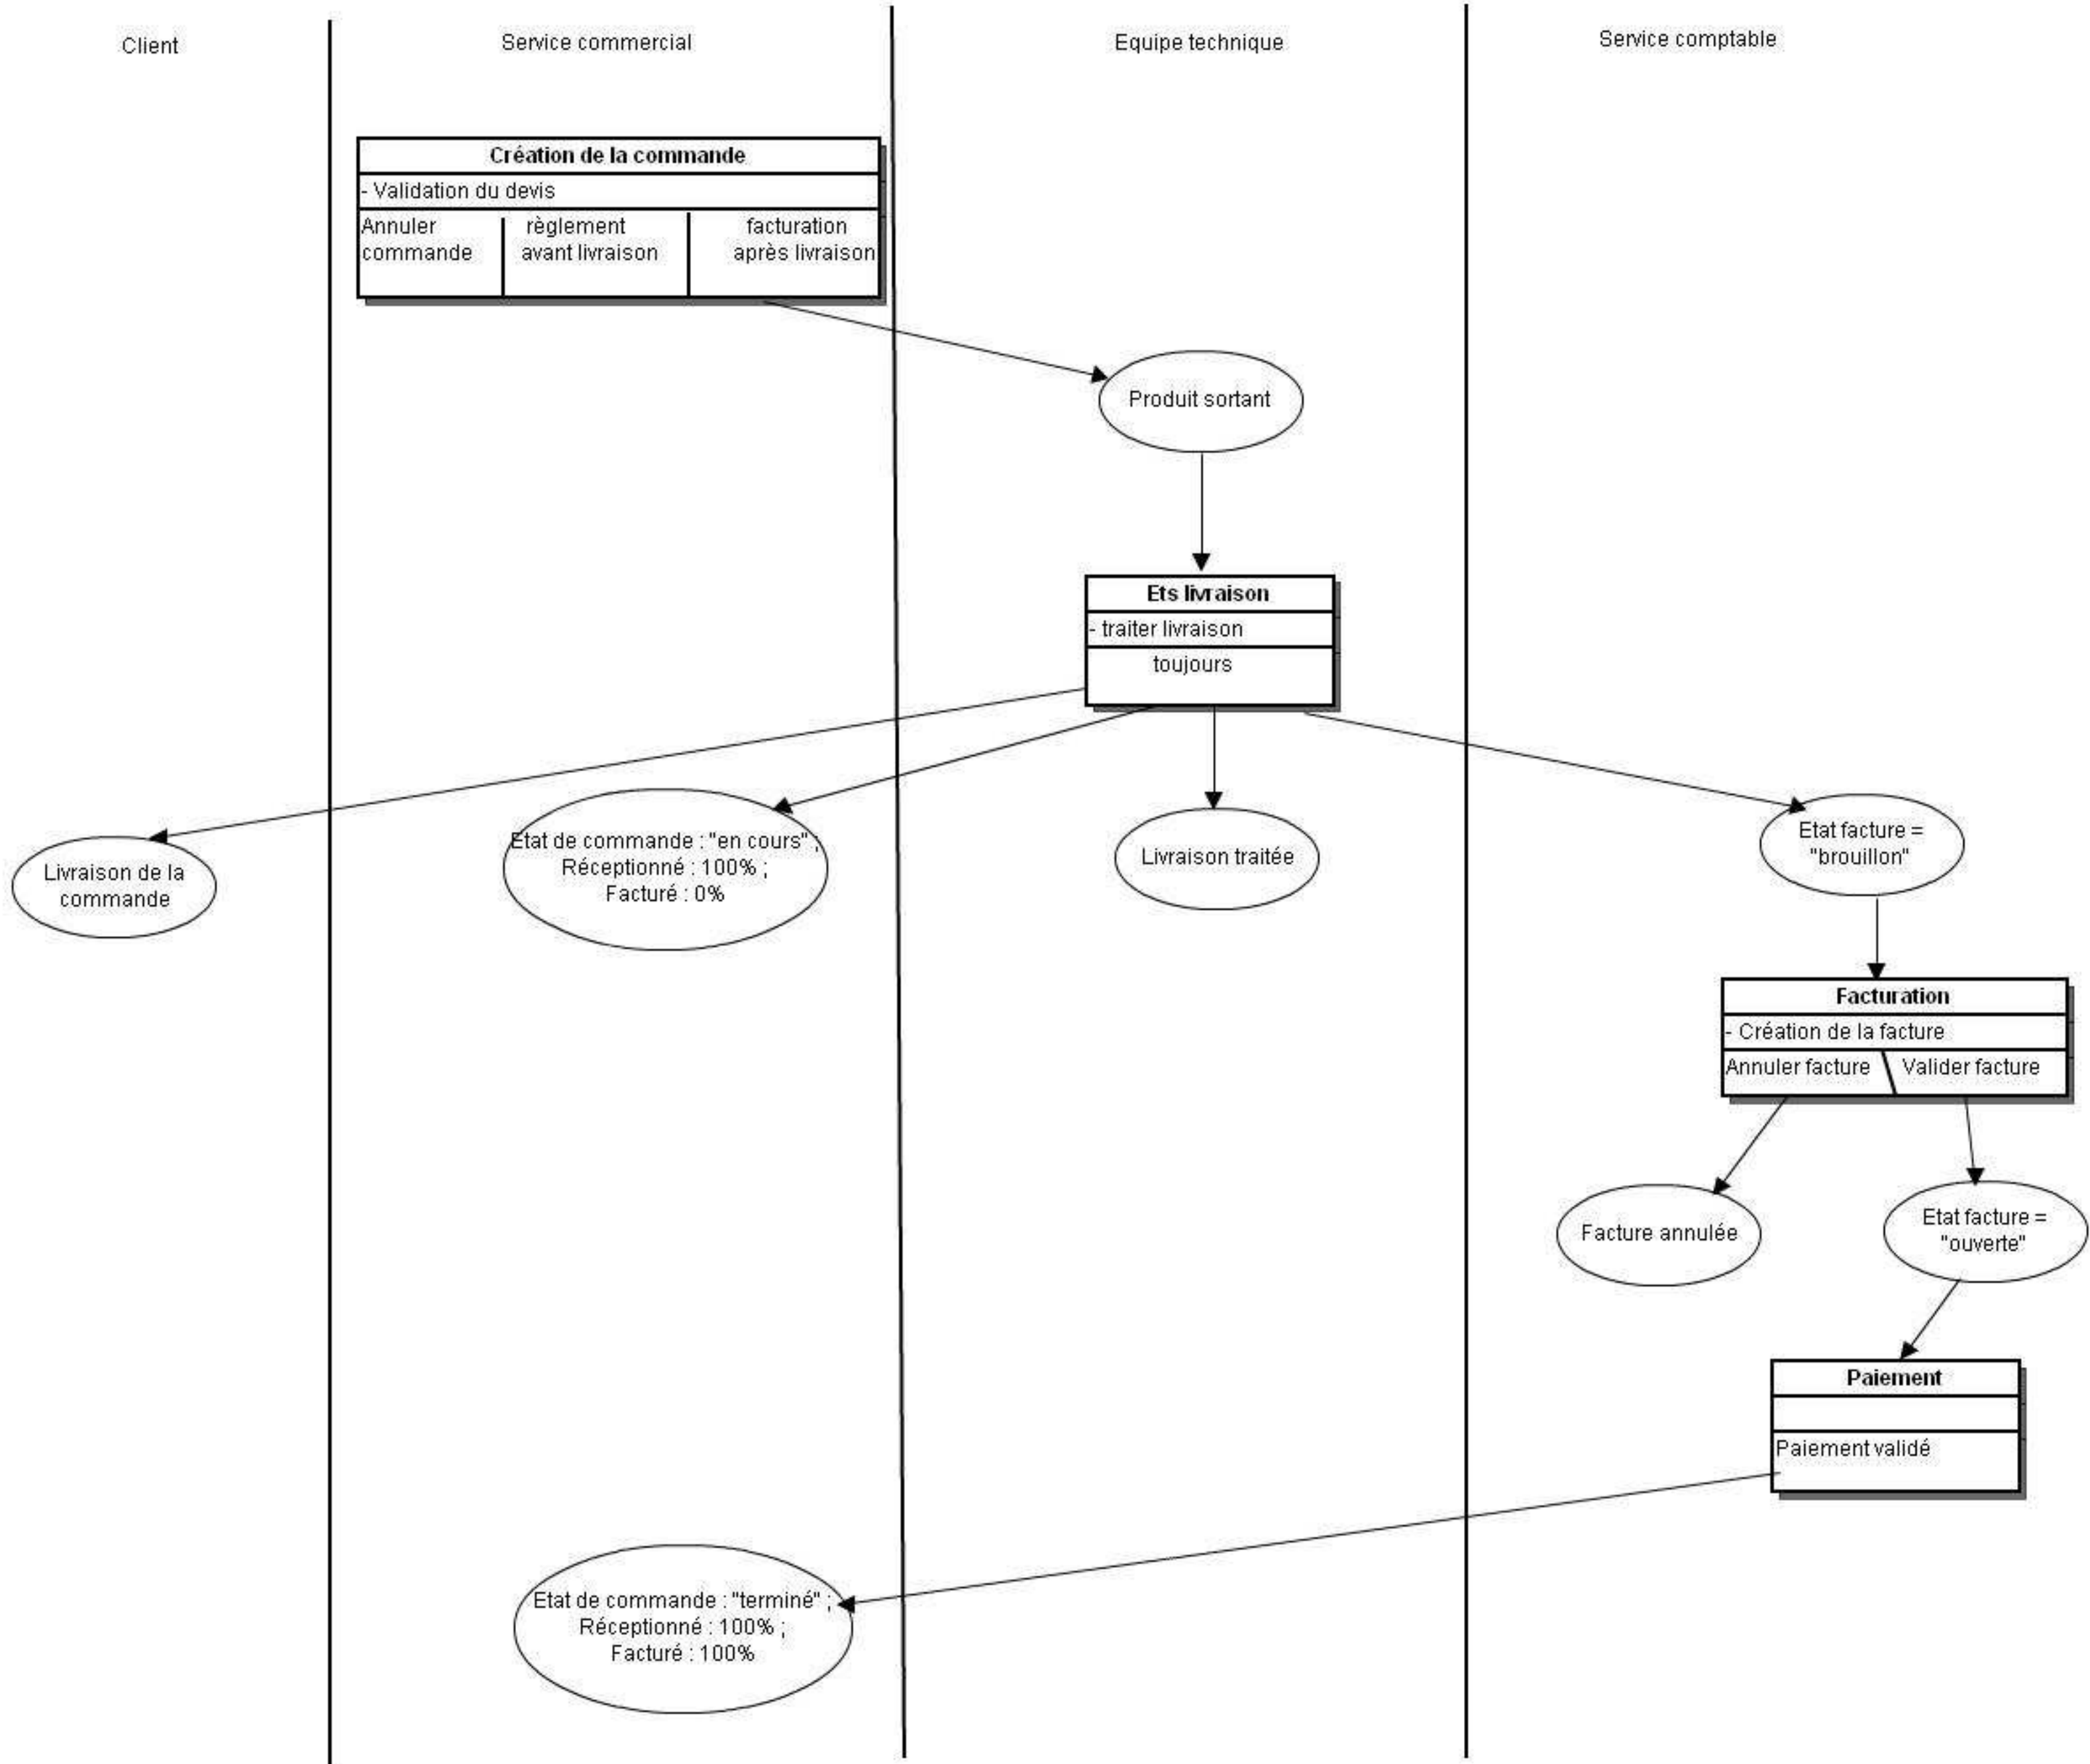 Client
Service commercial
Equipe technique
Service comptable
Création de la commande
- Validation du devis
Annuler
commande
règlement
avant livraison
facturation
après livraison
Produit sortant
Ets livraison
- traiter livraison
toujours
Livraison de la
commande
Etat de commande : "en cours" ;
Réceptionné : 100% ;
Facturé : 0%
Livraison traitée
Etat facture =
"brouillon"
Facturation
- Création de la facture
Annuler facture
Valider facture
Facture annulée
Etat facture =
"ouverte"
Paiement
Paiement validé
Etat de commande : "terminé" ;
Réceptionné : 100% ;
Facturé : 100%